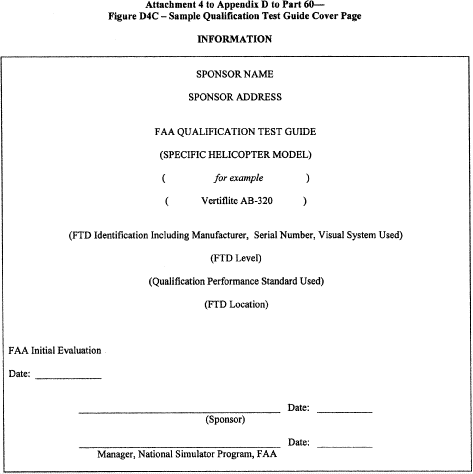 Attachment 4 to Appendix D to Part 60—
Figure D4C – Sample Qualification Test Guide Cover Page
INFORMATION
SPONSOR NAME
SPONSOR ADDRESS
FAA QUALIFICATION TEST GUIDE
(SPECIFIC HELICOPTER MODEL)
( for example )
( Vertiflite AB-320 )
(FTD Identification Including Manufacturer, Serial Number, Visual System Used)
(FTD Level)
(Qualification Performance Standard Used)
(FTD Location)
FAA Initial Evaluation
Date: ____________
______________________________ Date: __________
(Sponsor)
______________________________ Date: __________
Manager, National Simulator Program, FAA